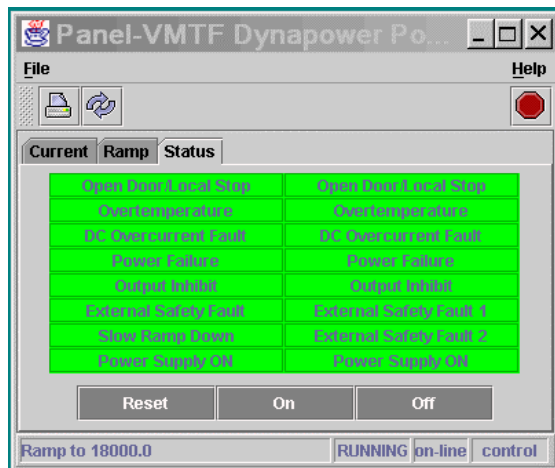 Panel-VMTF Dynapower Po...
File Help
Current Ramp Status
Open Door/Local Stop Open Door/Local Stop
Overtemperature Overtemperature
DC Overcurrent Fault DC Overcurrent Fault
Power Failure Power Failure
Output Inhibit Output Inhibit
External Safety Fault External Safety Fault 1
Slow Ramp Down External Safety Fault 2
Power Supply ON Power Supply ON
Reset On Off
Ramp to 18000.0 RUNNING on-line control